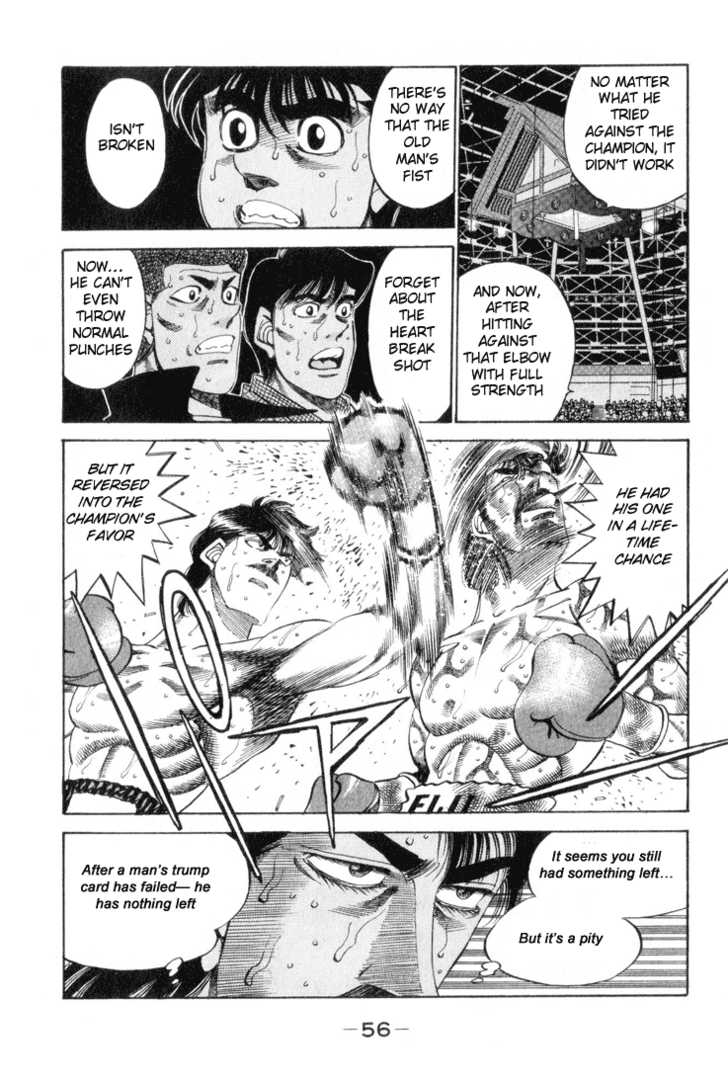 NO MATTER
WHAT HE
TRIED
AGAINST THE
CHAMPION, IT
DIDN'T WORK
AND NOW,
AFTER
HITTING
AGAINST
THAT ELBOW
WITH FULL
STRENGTH
THERE'S
NO WAY
THAT THE
OLD
MAN'S
FIST
ISN'T
BROKEN
FORGET
ABOUT
THE
HEART
BREAK
SHOT
NOW...
HE CAN'T
EVEN
THROW
NORMAL
PUNCHES
HE HAD
HIS ONE
IN A LIFE-
TIME
CHANCE
BUT IT
REVERSED
INTO THE
CHAMPION'S
FAVOR
It seems you still
had something left...
But it's a pity
After a man's trump
card has failed— he
has nothing left
—56—